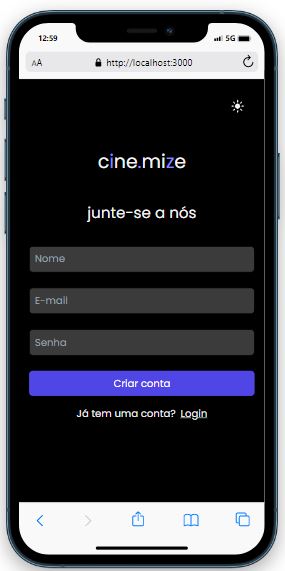 12:59
5G
AA
http://localhost:3000
cine.mize
junte-se a nós
Nome
E-mail
Senha
Criar conta
Já tem uma conta? Login